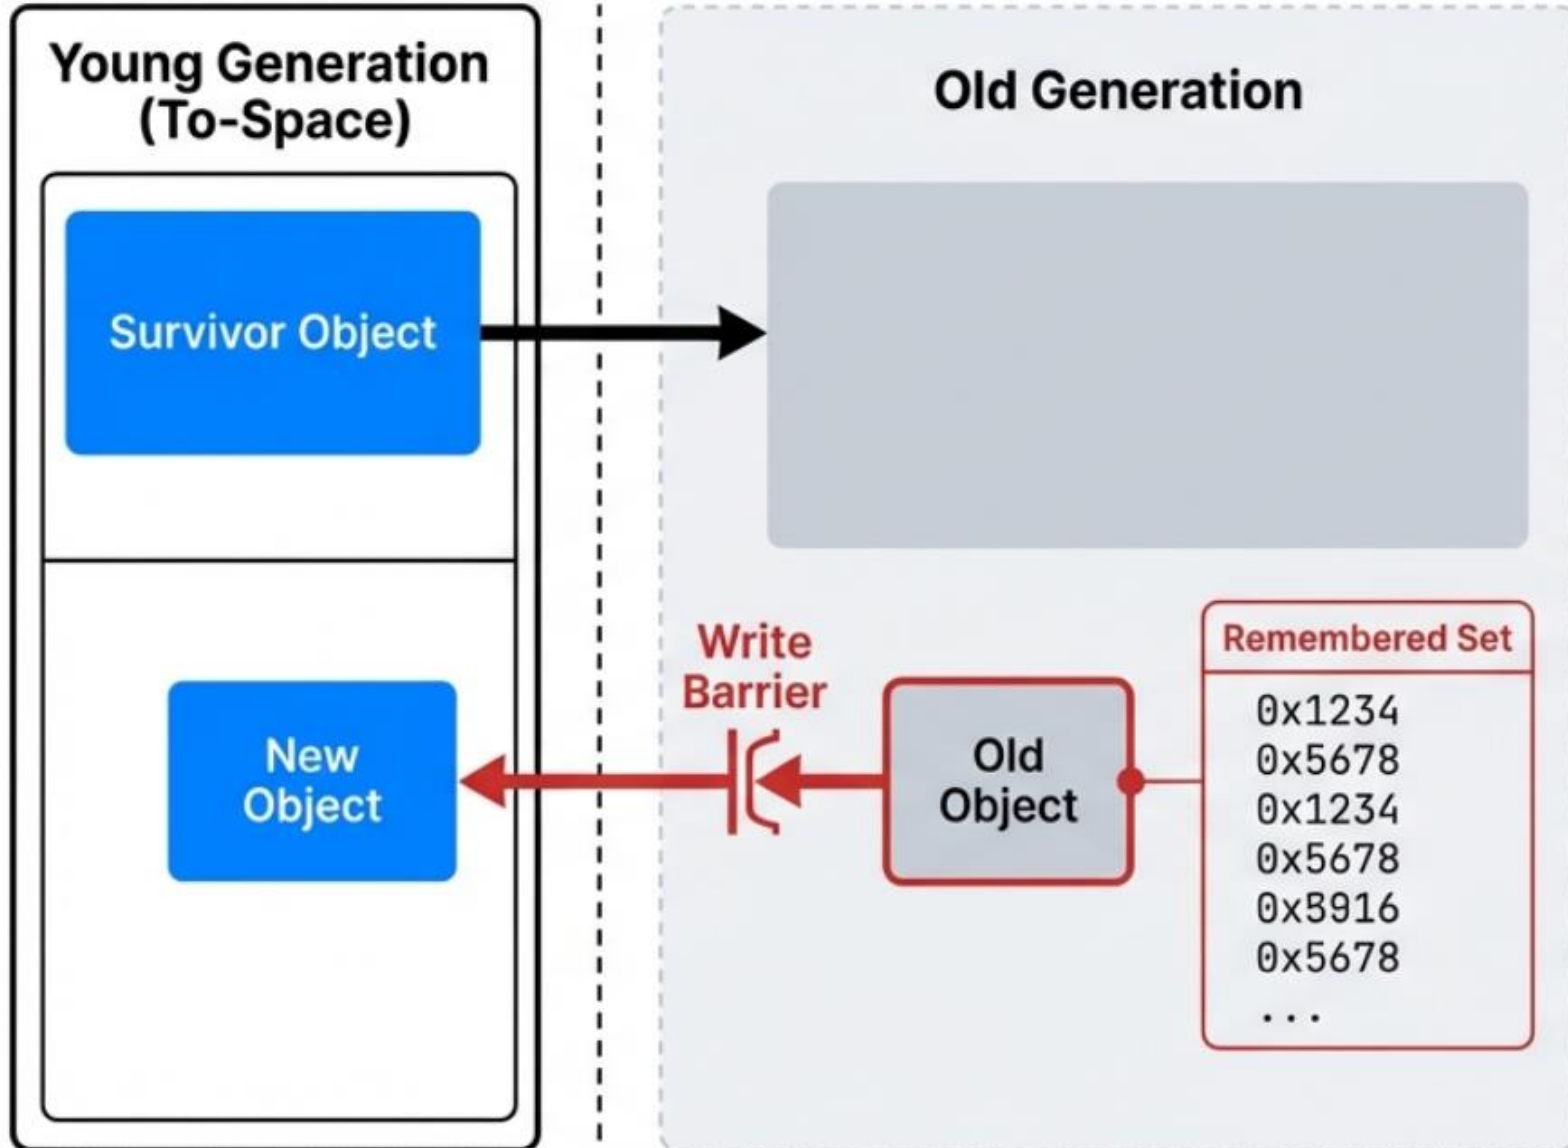 Young Generation
(To-Space)
Old Generation
Survivor Object
Write
Barrier
New
Object
Old
Object
Remembered Set
0x1234
0x5678
0x1234
0x5678
0x5916
0x5678
...